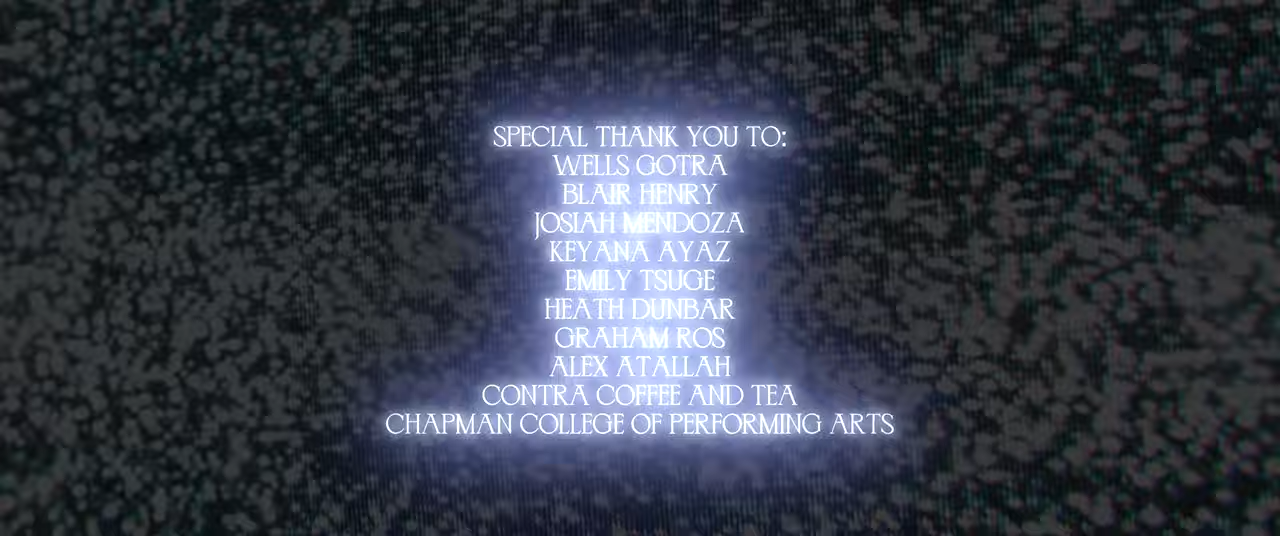 SPECIAL THANK YOU TO:
WELLS GOTRA
BLAIR HENRY
JOSIAH MENDOZA
KEYANA AYAZ
EMILY TSUGE
HEATH DUNBAR
GRAHAM ROS
ALEX ATALLAH
CONTRA COFFEE AND TEA
CHAPMAN COLLEGE OF PERFORMING ARTS